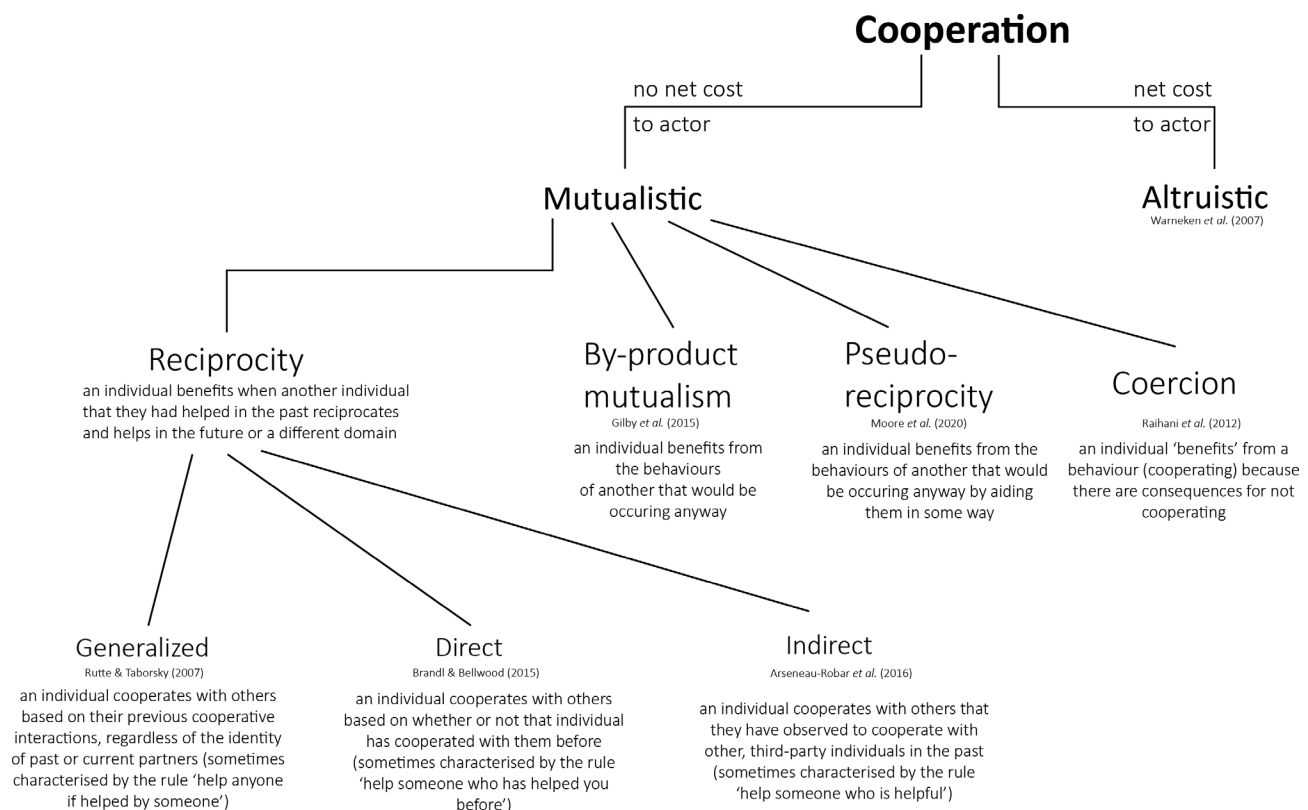 Cooperation
no net cost
to actor
net cost
to actor
Mutualistic
Altruistic
Warneken et al. (2007)
Reciprocity
an individual benefits when another individual
that they had helped in the past reciprocates
and helps in the future or a different domain
By-product
mutualism
Gilby et al. (2015)
an individual benefits from
the behaviours
of another that would be
occuring anyway
Pseudo-
reciprocity
Moore et al. (2020)
an individual benefits from the
behaviours of another that would
be occuring anyway by aiding
them in some way
Coercion
Raihani et al. (2012)
an individual ‘benefits’ from a
behaviour (cooperating) because
there are consequences for not
cooperating
Generalized
Rutte & Taborsky (2007)
an individual cooperates with others
based on their previous cooperative
interactions, regardless of the identity
of past or current partners (sometimes
characterised by the rule ‘help anyone
if helped by someone’)
Direct
Brandl & Bellwood (2015)
an individual cooperates with others
based on whether or not that individual
has cooperated with them before
(sometimes characterised by the rule
‘help someone who has helped you
before’)
Indirect
Arseneau-Robar et al. (2016)
an individual cooperates with others that
they have observed to cooperate with
other, third-party individuals in the past
(sometimes characterised by the rule
‘help someone who is helpful’)